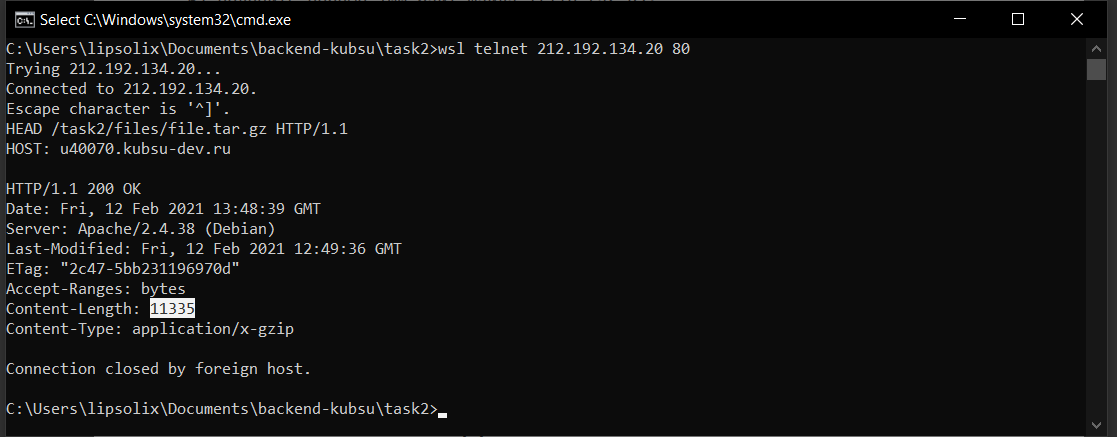 Select C:\Windows\system32\cmd.exe
C:\Users\lipsolix\Documents\backend-kubsu\task2>wsl telnet 212.192.134.20 80
Trying 212.192.134.20...
Connected to 212.192.134.20.
Escape character is '^]'.
HEAD /task2/files/file.tar.gz HTTP/1.1
HOST: u40070.kubsu-dev.ru

HTTP/1.1 200 OK
Date: Fri, 12 Feb 2021 13:48:39 GMT
Server: Apache/2.4.38 (Debian)
Last-Modified: Fri, 12 Feb 2021 12:49:36 GMT
ETag: "2c47-5bb231196970d"
Accept-Ranges: bytes
Content-Length: 11335
Content-Type: application/x-gzip

Connection closed by foreign host.

C:\Users\lipsolix\Documents\backend-kubsu\task2>